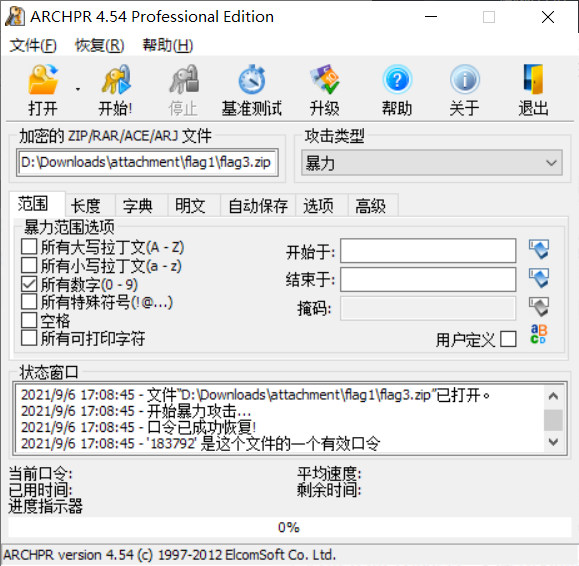 ARCHPR 4.54 Professional Edition
文件(F) 恢复(R) 帮助(H)
打开 开始! 停止 基准测试 升级 帮助 关于 退出
加密的 ZIP/RAR/ACE/ARJ 文件 攻击类型
D:\Downloads\attachment\flag1\flag3.zip 暴力
范围 长度 字典 明文 自动保存 选项 高级
暴力范围选项
所有大写拉丁文(A - Z) 开始于:
所有小写拉丁文(a - z)
所有数字(0 - 9) 结束于:
所有特殊符号(!@...) 掩码:
空格
所有可打印字符 用户定义
状态窗口
2021/9/6 17:08:45 - 文件"D:\Downloads\attachment\flag1\flag3.zip"已打开。
2021/9/6 17:08:45 - 开始暴力攻击...
2021/9/6 17:08:45 - 口令已成功恢复!
2021/9/6 17:08:45 - '183792' 是这个文件的一个有效口令
当前口令: 平均速度:
已用时间: 剩余时间:
进度指示器
0%
ARCHPR version 4.54 (c) 1997-2012 ElcomSoft Co. Ltd.